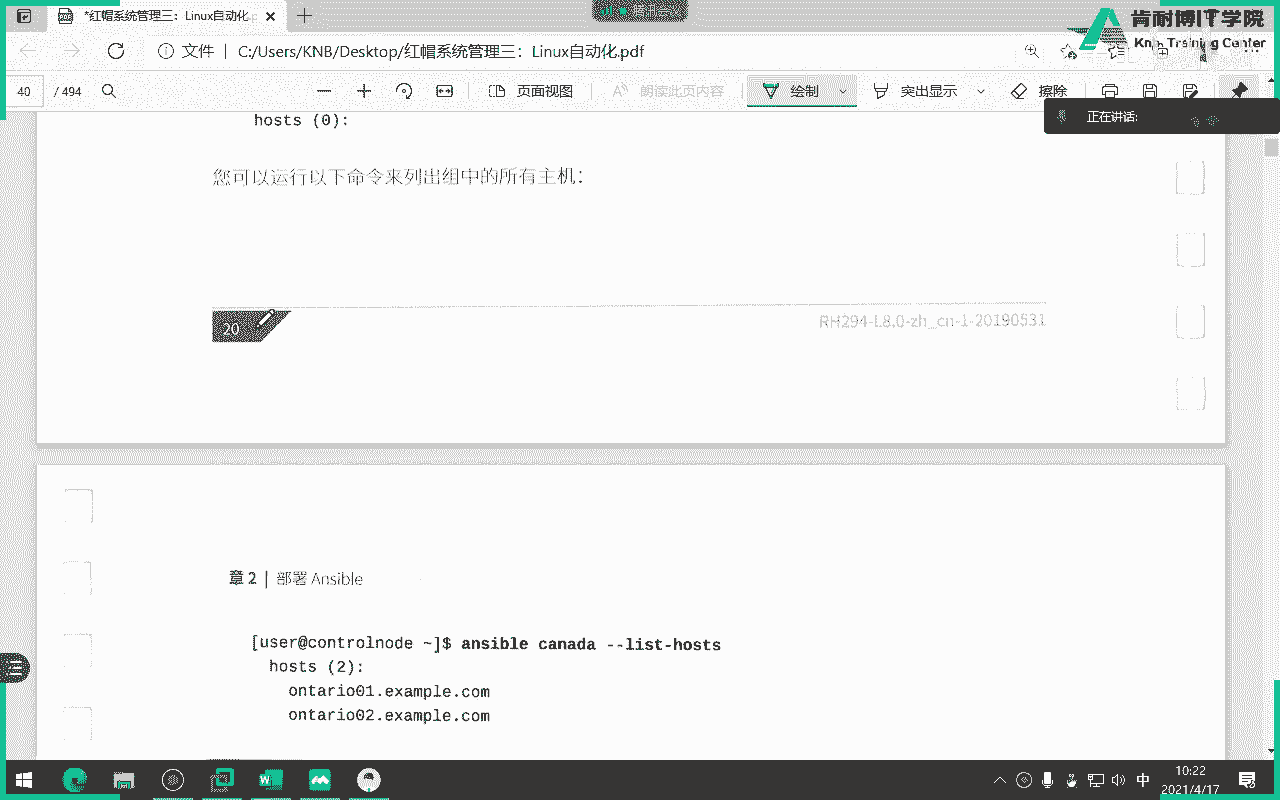 *红帽系统管理三：Linux自动化
肯耐博IT学院
Knb Training Center
文件 | C:/Users/KNB/Desktop/红帽系统管理三：Linux自动化.pdf
40 / 494
页面视图
朗读此页内容
绘制
突出显示
擦除
正在讲话:
hosts (0):
您可以运行以下命令来列出组中的所有主机：
20
RH294-L8.0-zh_cn-1-20190531
章 2 | 部署 Ansible
[user@controlnode ~]$ ansible canada --list-hosts
hosts (2):
ontario01.example.com
ontario02.example.com
中
10:22
2021/4/17